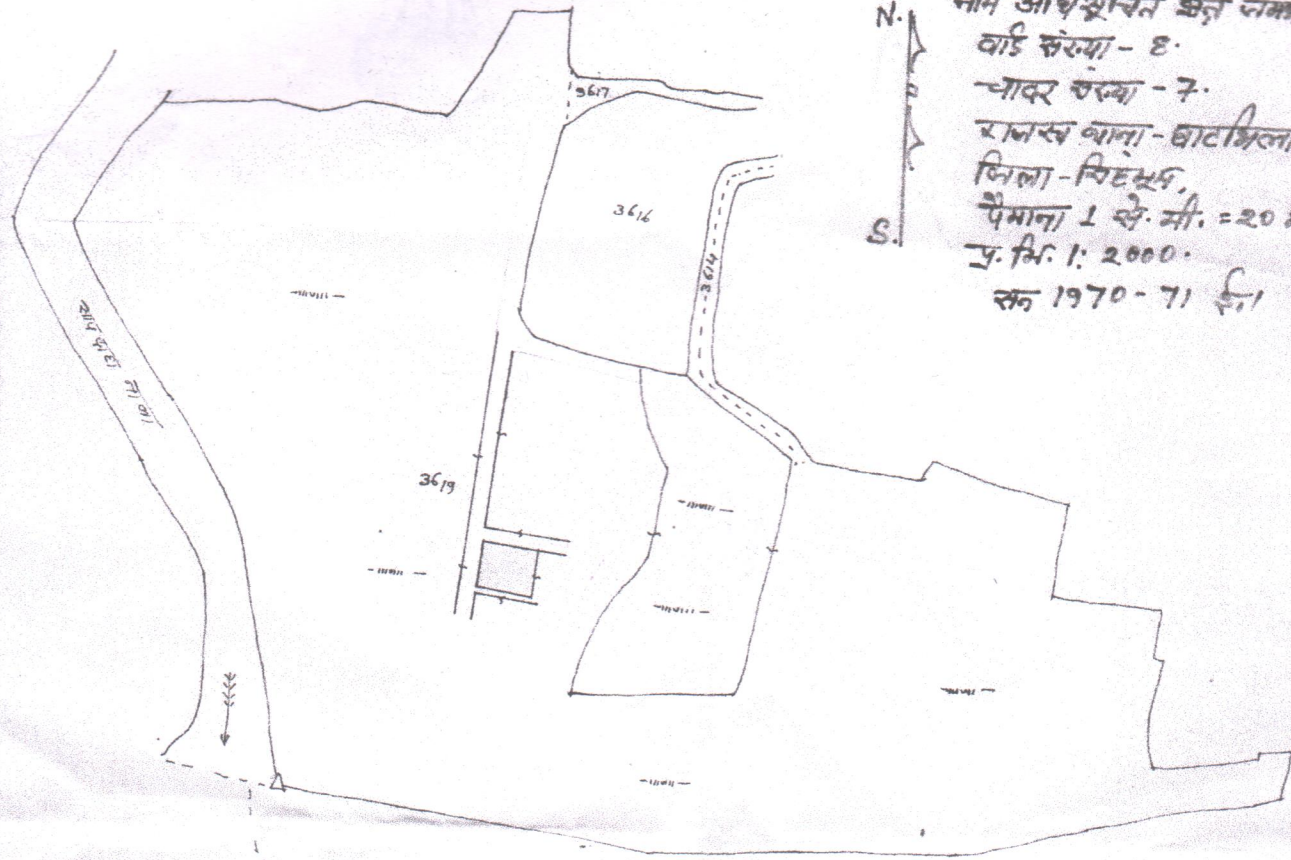 N.
S.
वार्ड संख्या - 8.
चादर संख्या - 7.
राजस्व थाना - घाटशिला
जिला - सिंहभूम,
पैमाना 1 से. मी. = 20
प्र. भि. 1: 2000.
सन 1970-71 ई.।
3617
3616
3614
3619